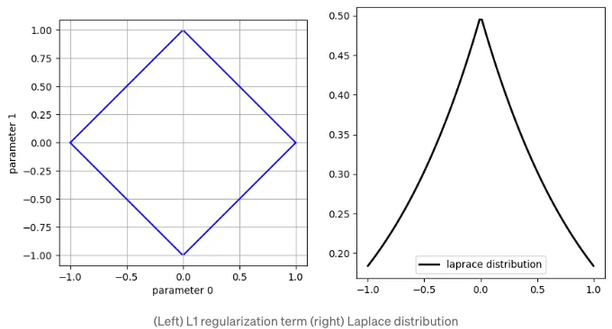 1.00
0.75
0.50
0.25
0.00
−0.25
−0.50
−0.75
−1.00
parameter 1
−1.0 −0.5 0.0 0.5 1.0
parameter 0
0.50
0.45
0.40
0.35
0.30
0.25
0.20
laprace distribution
−1.0 −0.5 0.0 0.5 1.0
(Left) L1 regularization term (right) Laplace distribution